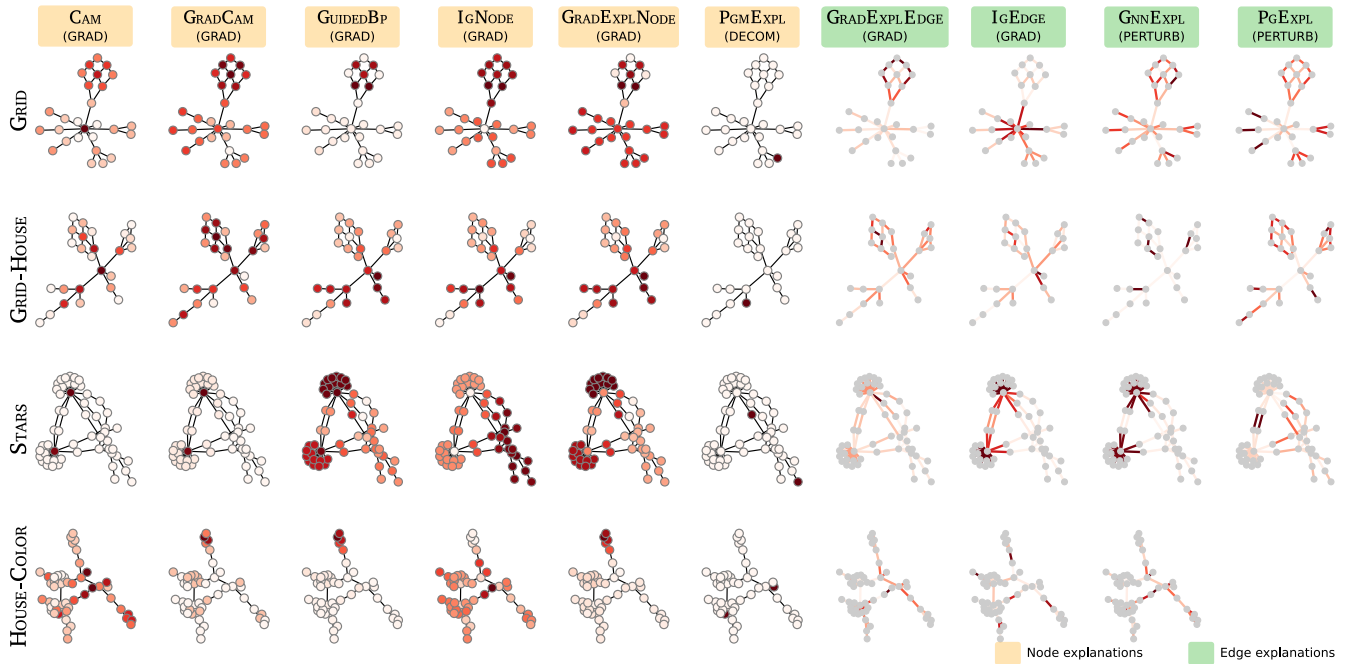 CAM
(GRAD)
GRADCAM
(GRAD)
GUIDEDBP
(GRAD)
IGNODE
(GRAD)
GRADEXPLNODE
(GRAD)
PGMEXPL
(DECOM)
GRADEXPLEDGE
(GRAD)
IGEDGE
(GRAD)
GNNEXPL
(PERTURB)
PGEXPL
(PERTURB)
GRID
GRID-HOUSE
STARS
HOUSE-COLOR
Node explanations
Edge explanations